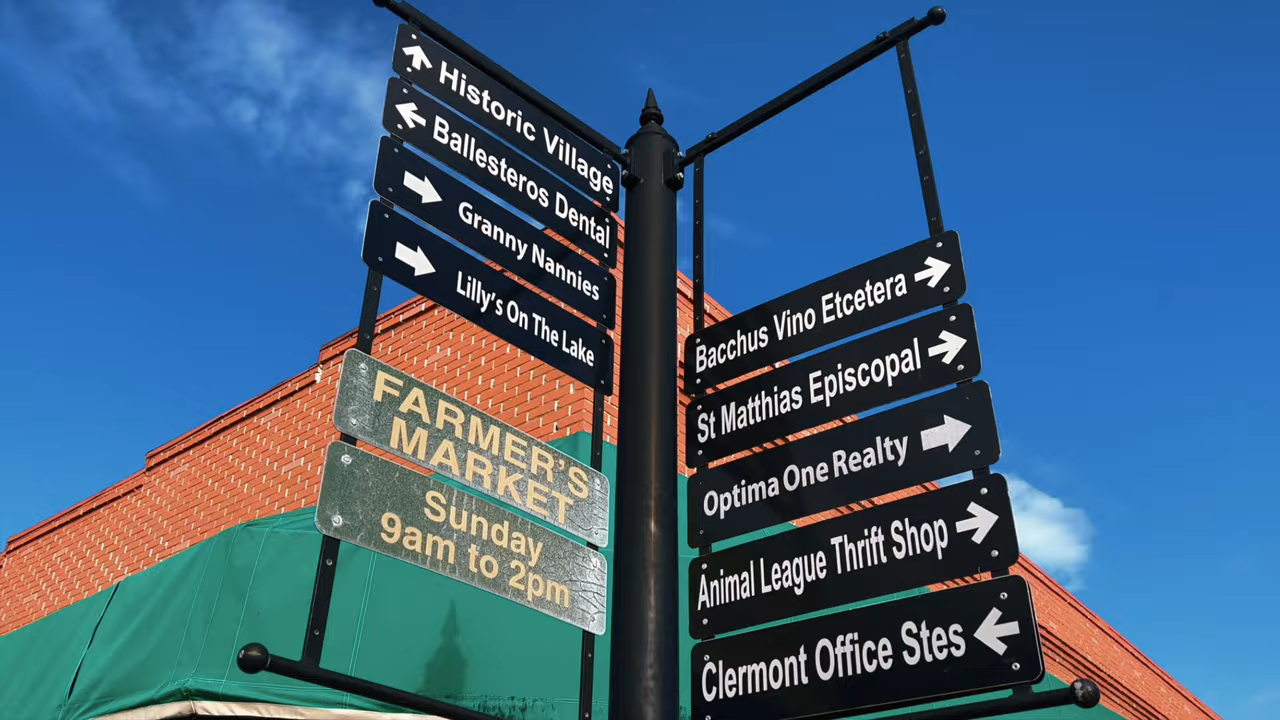 Historic Village
Ballesteros Dental
Granny Nannies
Lilly's On The Lake
FARMER'S
MARKET
Sunday
9am to 2pm
Bacchus Vino Etcetera
St Matthias Episcopal
Optima One Realty
Animal League Thrift Shop
Clermont Office Stes